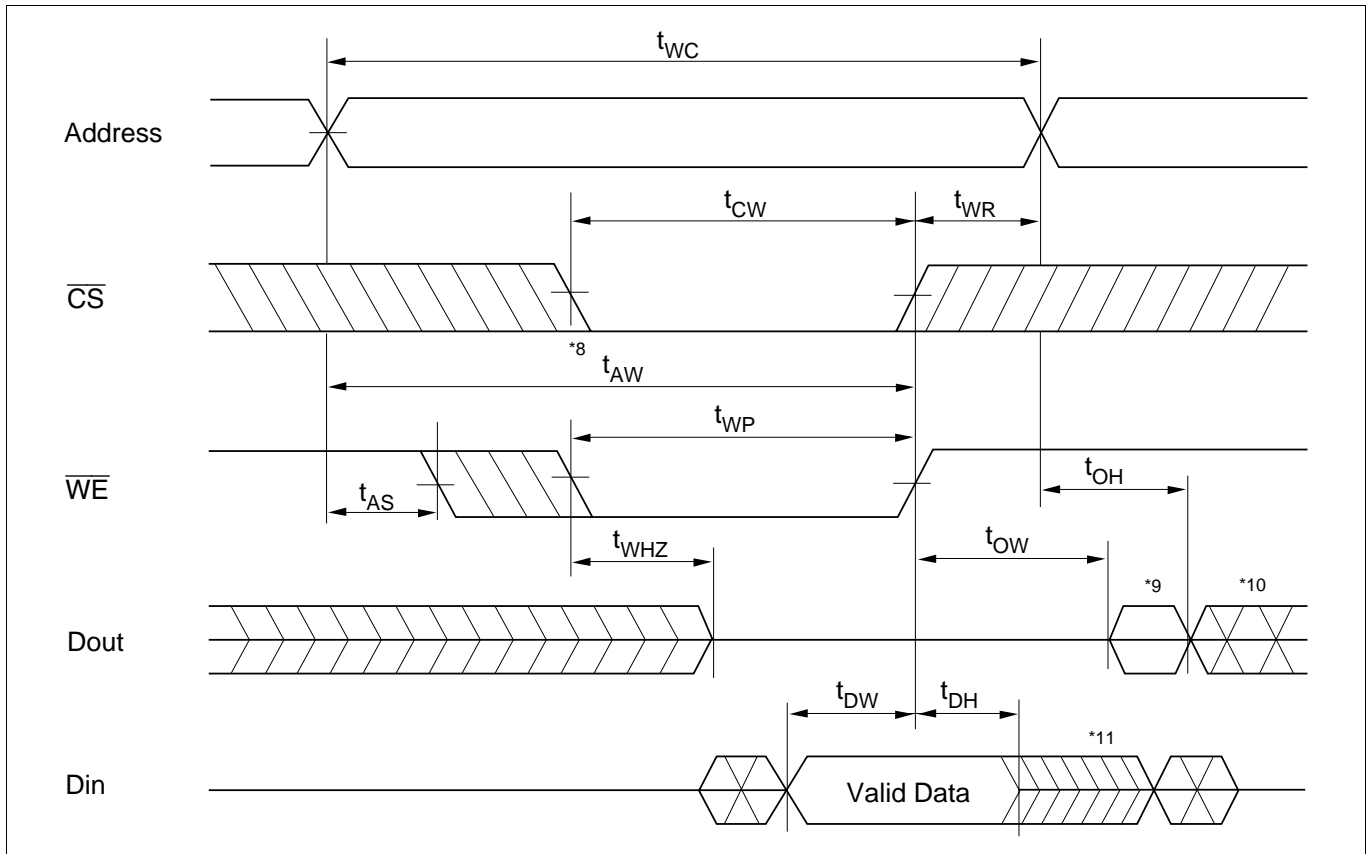 tWC
Address
tCW
tWR
CS
*8
tAW
tWP
WE
tAS
tOH
tWHZ
tOW
*9
*10
Dout
tDW
tDH
*11
Din
Valid Data